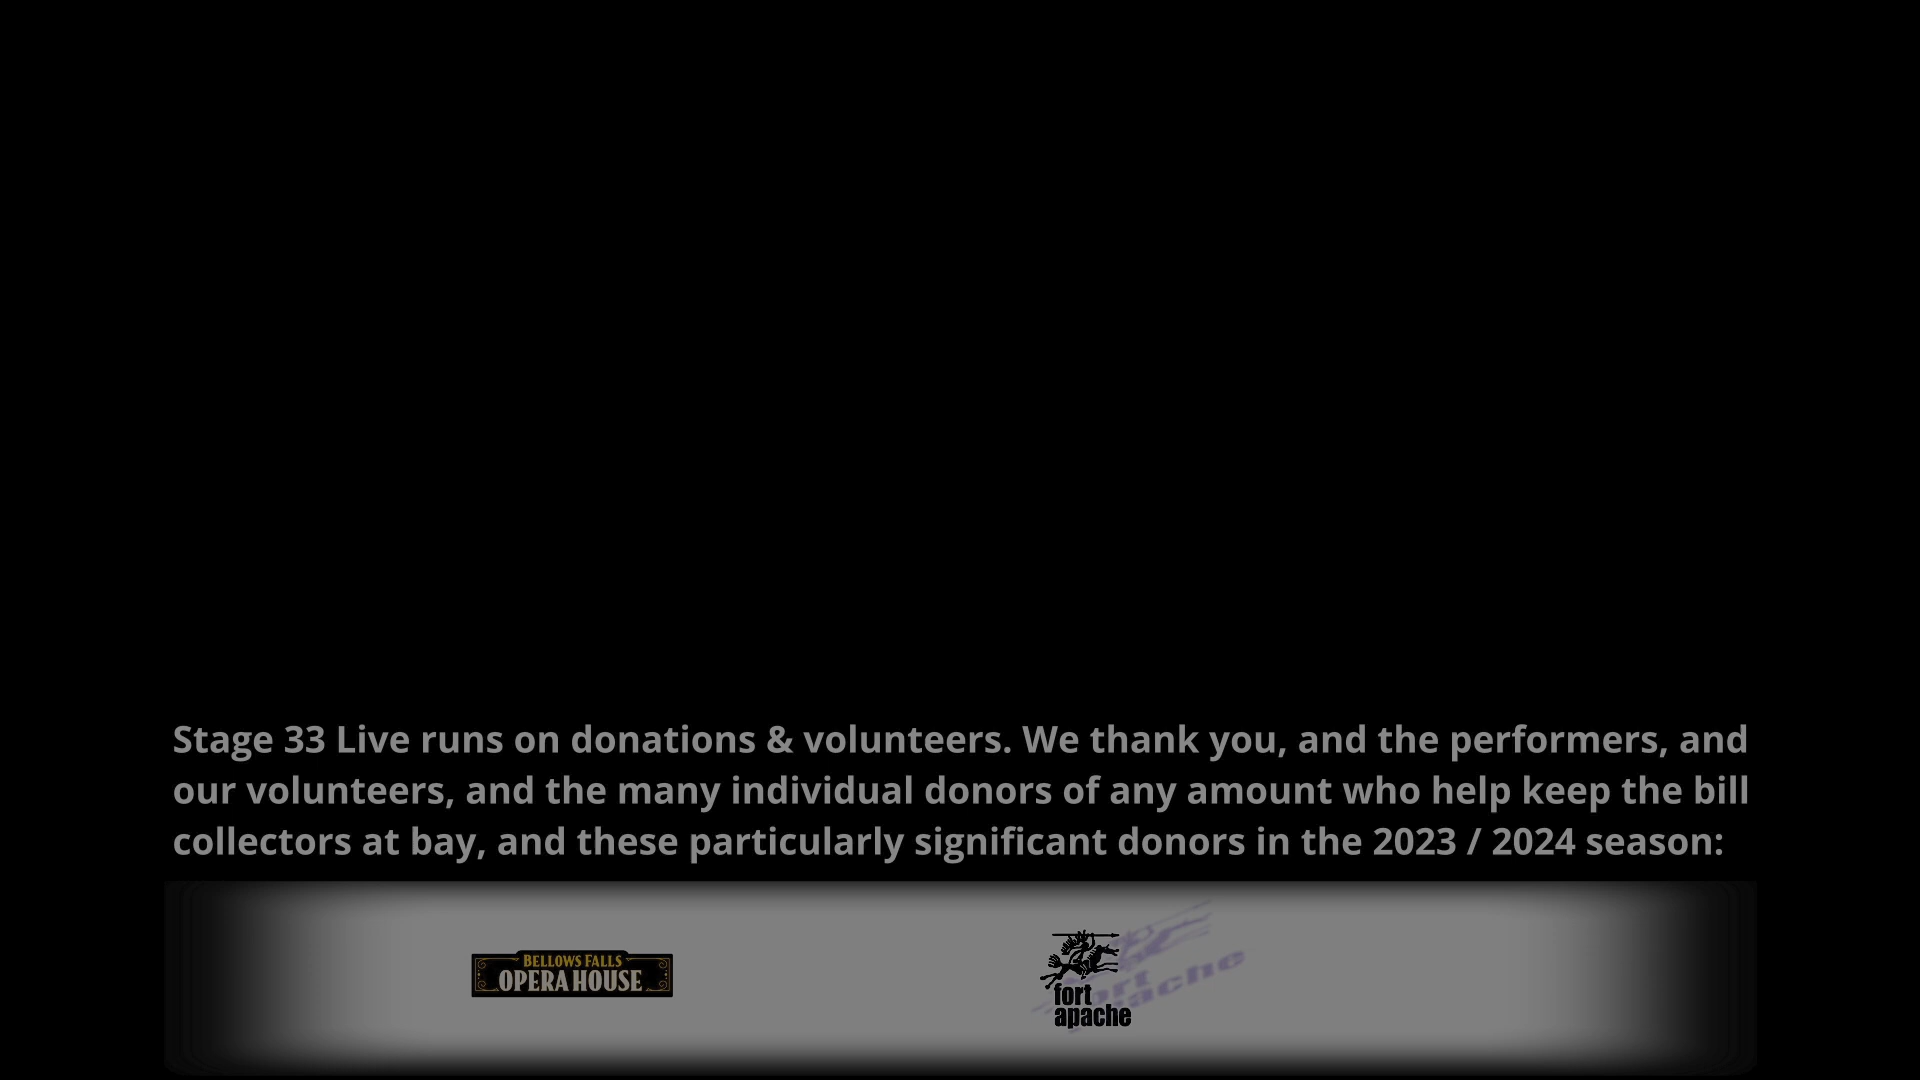 Stage 33 Live runs on donations & volunteers. We thank you, and the performers, and
our volunteers, and the many individual donors of any amount who help keep the bill
collectors at bay, and these particularly significant donors in the 2023 / 2024 season:
BELLOWS FALLS
OPERA HOUSE
fort
apache